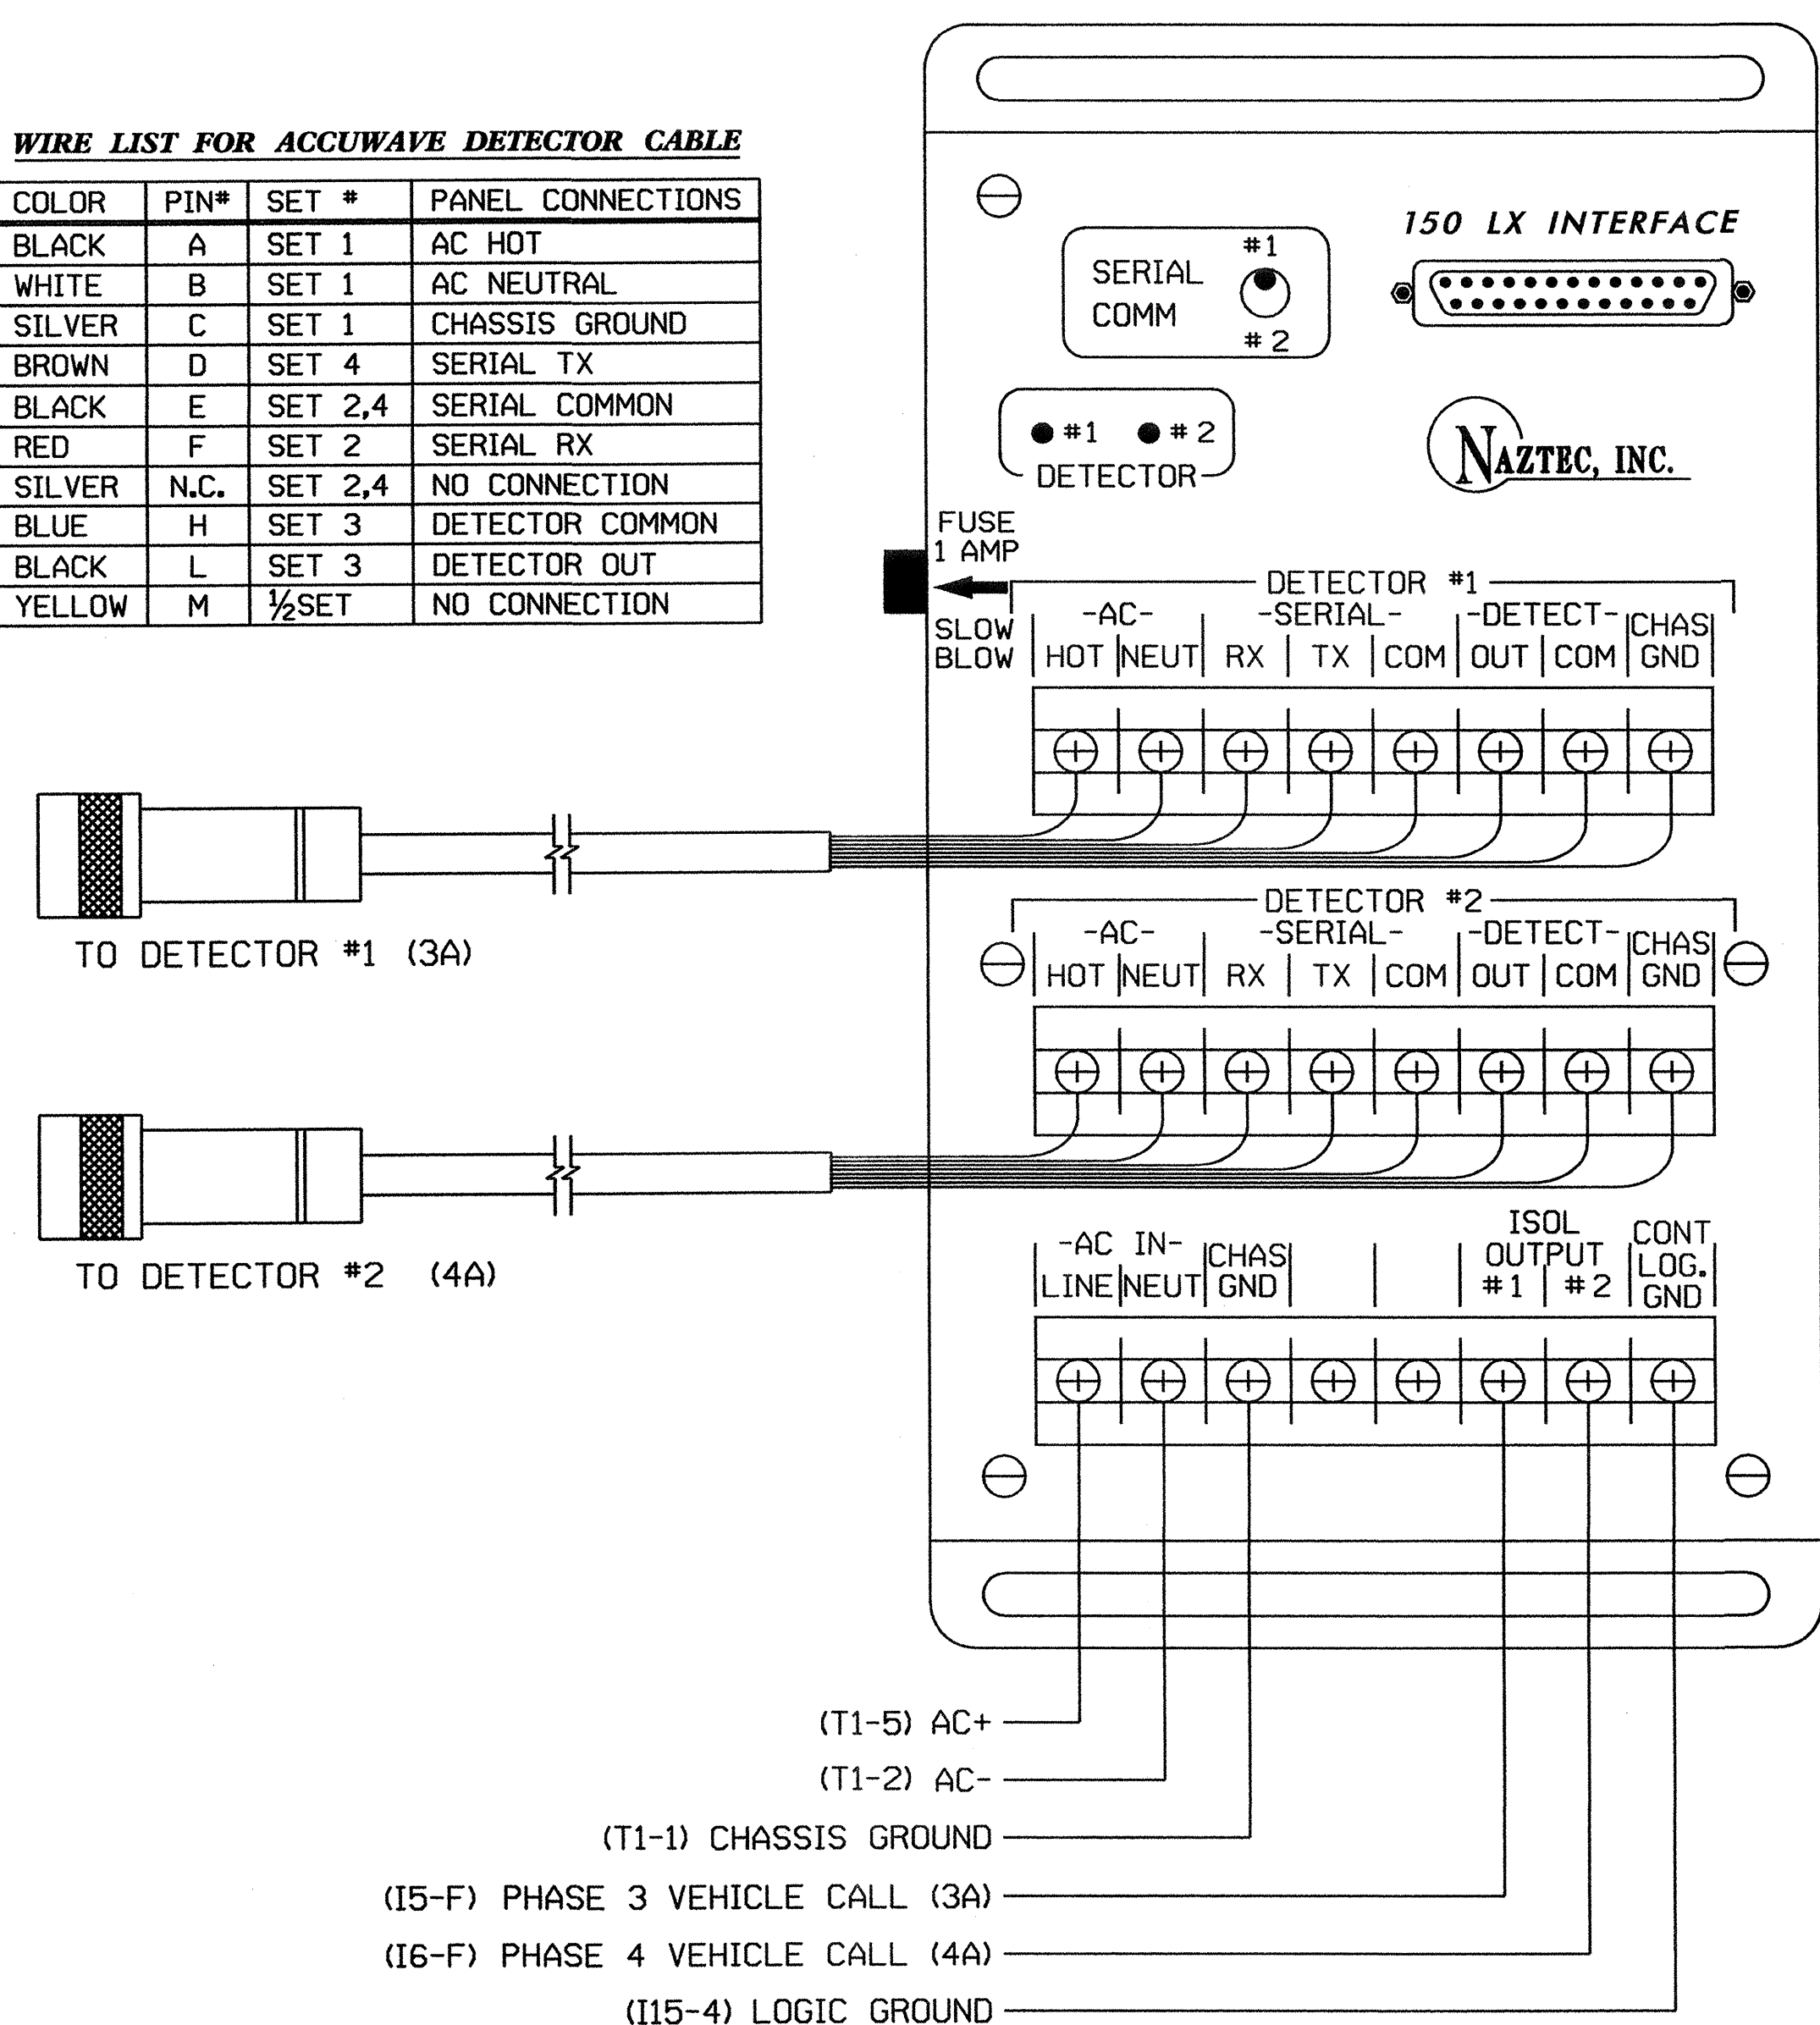 WIRE LIST FOR ACCUWAVE DETECTOR CABLE
COLOR PIN# SET # PANEL CONNECTIONS
BLACK A SET 1 AC HOT
WHITE B SET 1 AC NEUTRAL
SILVER C SET 1 CHASSIS GROUND
BROWN D SET 4 SERIAL TX
BLACK E SET 2,4 SERIAL COMMON
RED F SET 2 SERIAL RX
SILVER N.C. SET 2,4 NO CONNECTION
BLUE H SET 3 DETECTOR COMMON
BLACK L SET 3 DETECTOR OUT
YELLOW M ½SET NO CONNECTION
150 LX INTERFACE
SERIAL COMM
#1
#2
#1 #2
DETECTOR
NAZTEC, INC.
FUSE
1 AMP
SLOW
BLOW
DETECTOR #1
-AC- -SERIAL- -DETECT- CHAS
HOT NEUT RX TX COM OUT COM GND
TO DETECTOR #1 (3A)
DETECTOR #2
-AC- -SERIAL- -DETECT- CHAS
HOT NEUT RX TX COM OUT COM GND
TO DETECTOR #2 (4A)
-AC IN- CHAS ISOL OUTPUT CONT LOG.
LINE NEUT GND #1 #2 GND
(T1-5) AC+
(T1-2) AC-
(T1-1) CHASSIS GROUND
(I5-F) PHASE 3 VEHICLE CALL (3A)
(I6-F) PHASE 4 VEHICLE CALL (4A)
(I15-4) LOGIC GROUND